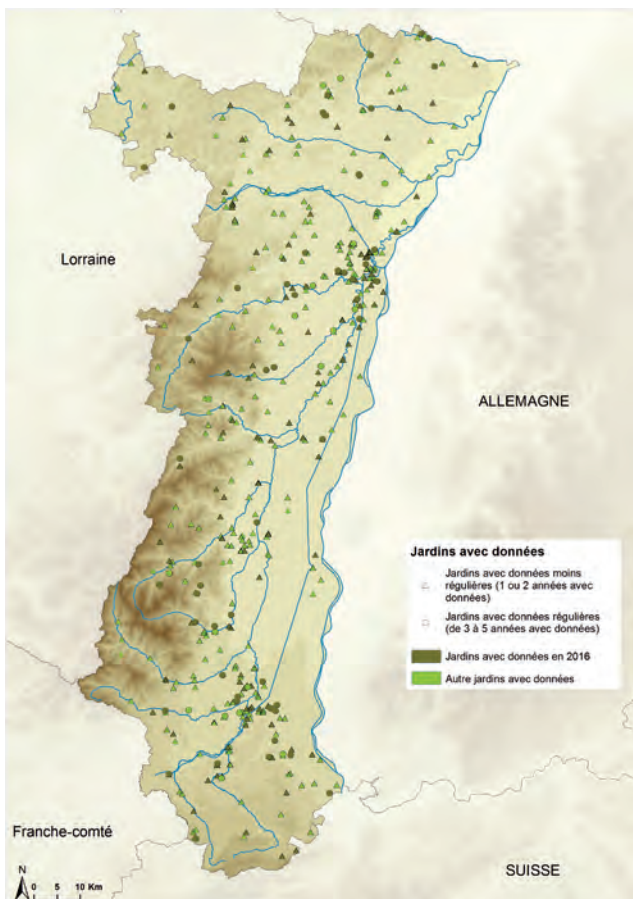 Lorraine
ALLEMAGNE
Jardins avec données
Jardins avec données moins
régulières (1 ou 2 années avec
données)
Jardins avec données régulières
(de 3 à 5 années avec données)
Jardins avec données en 2016
Autre jardins avec données
Franche-comté
SUISSE
N
0 5 10 Km